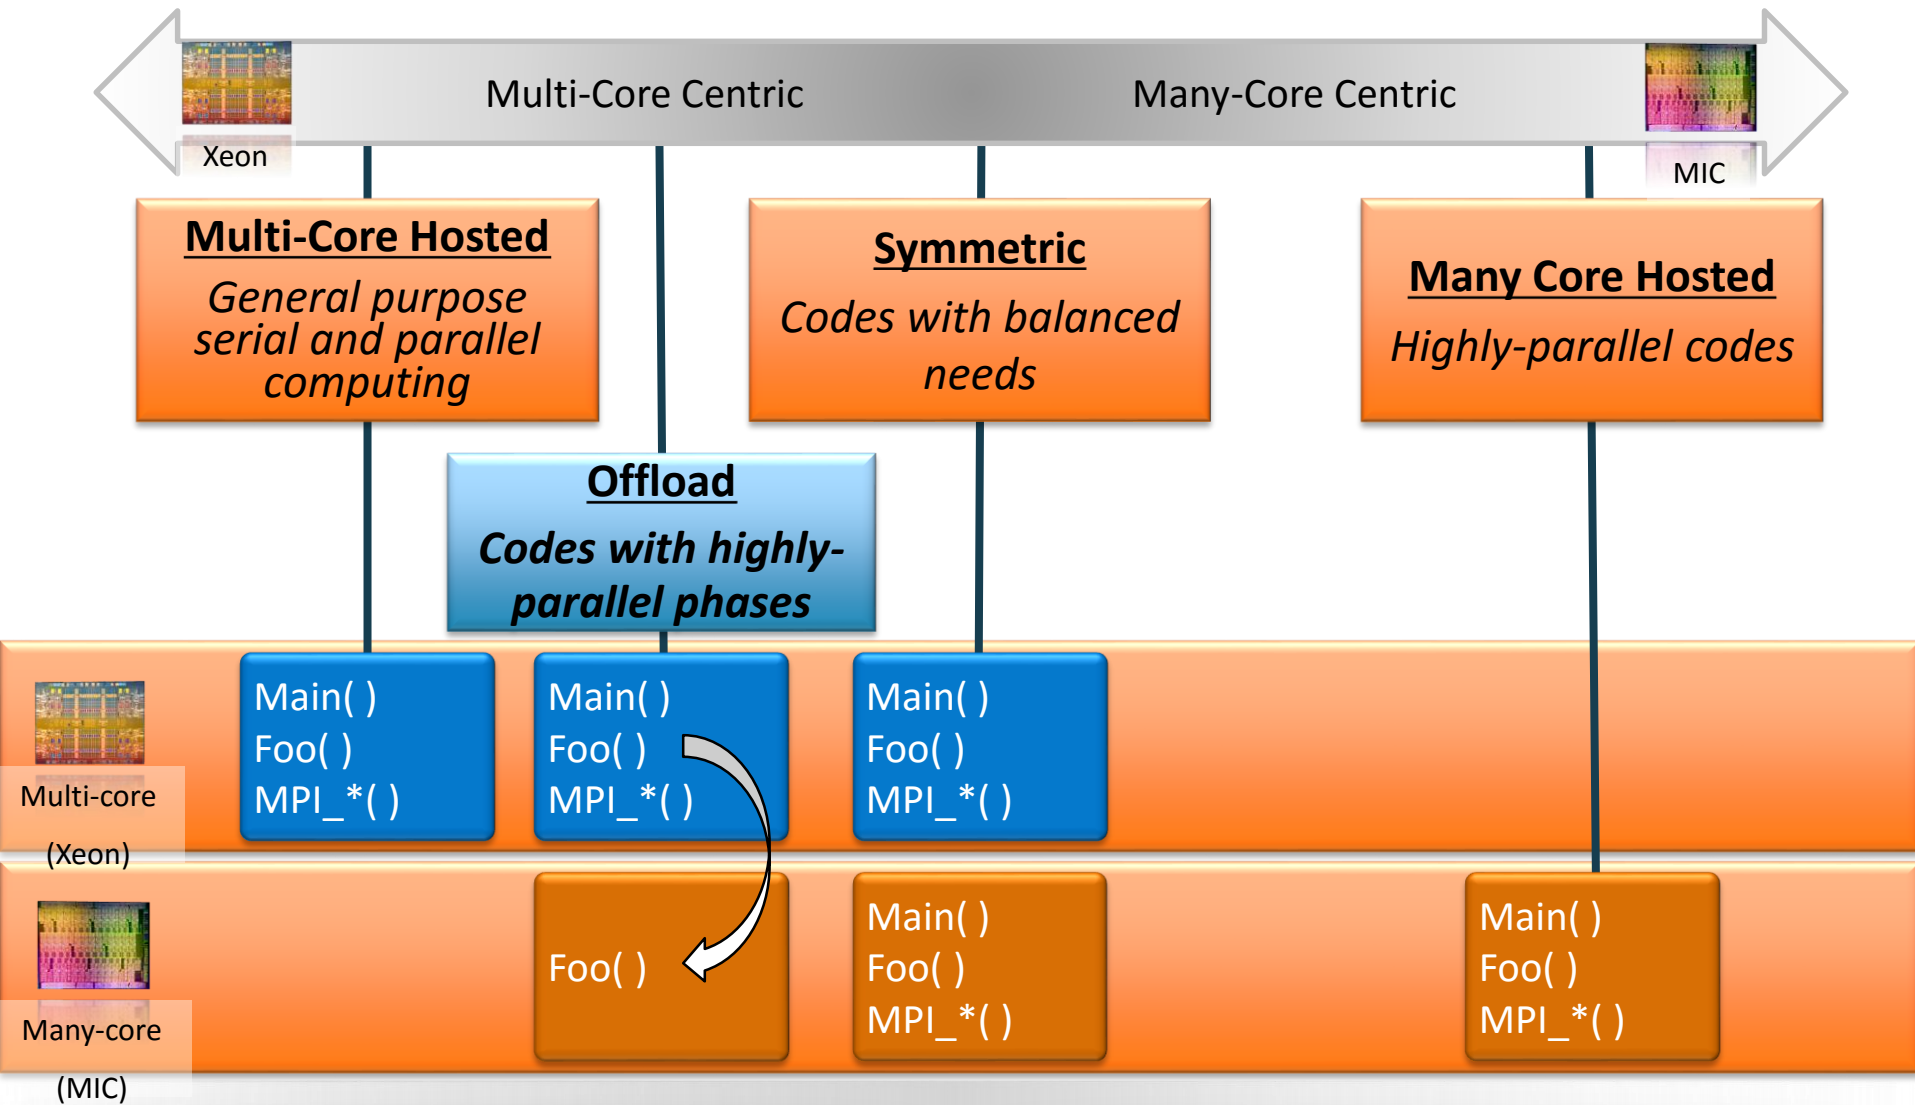 Multi-Core Centric
Many-Core Centric
Xeon
MIC
Multi-Core Hosted
General purpose
serial and parallel
computing
Symmetric
Codes with balanced
needs
Many Core Hosted
Highly-parallel codes
Offload
Codes with highly-
parallel phases
Main( )
Foo( )
MPI_*( )
Main( )
Foo( )
MPI_*( )
Main( )
Foo( )
MPI_*( )
Multi-core
(Xeon)
Foo( )
Main( )
Foo( )
MPI_*( )
Main( )
Foo( )
MPI_*( )
Many-core
(MIC)